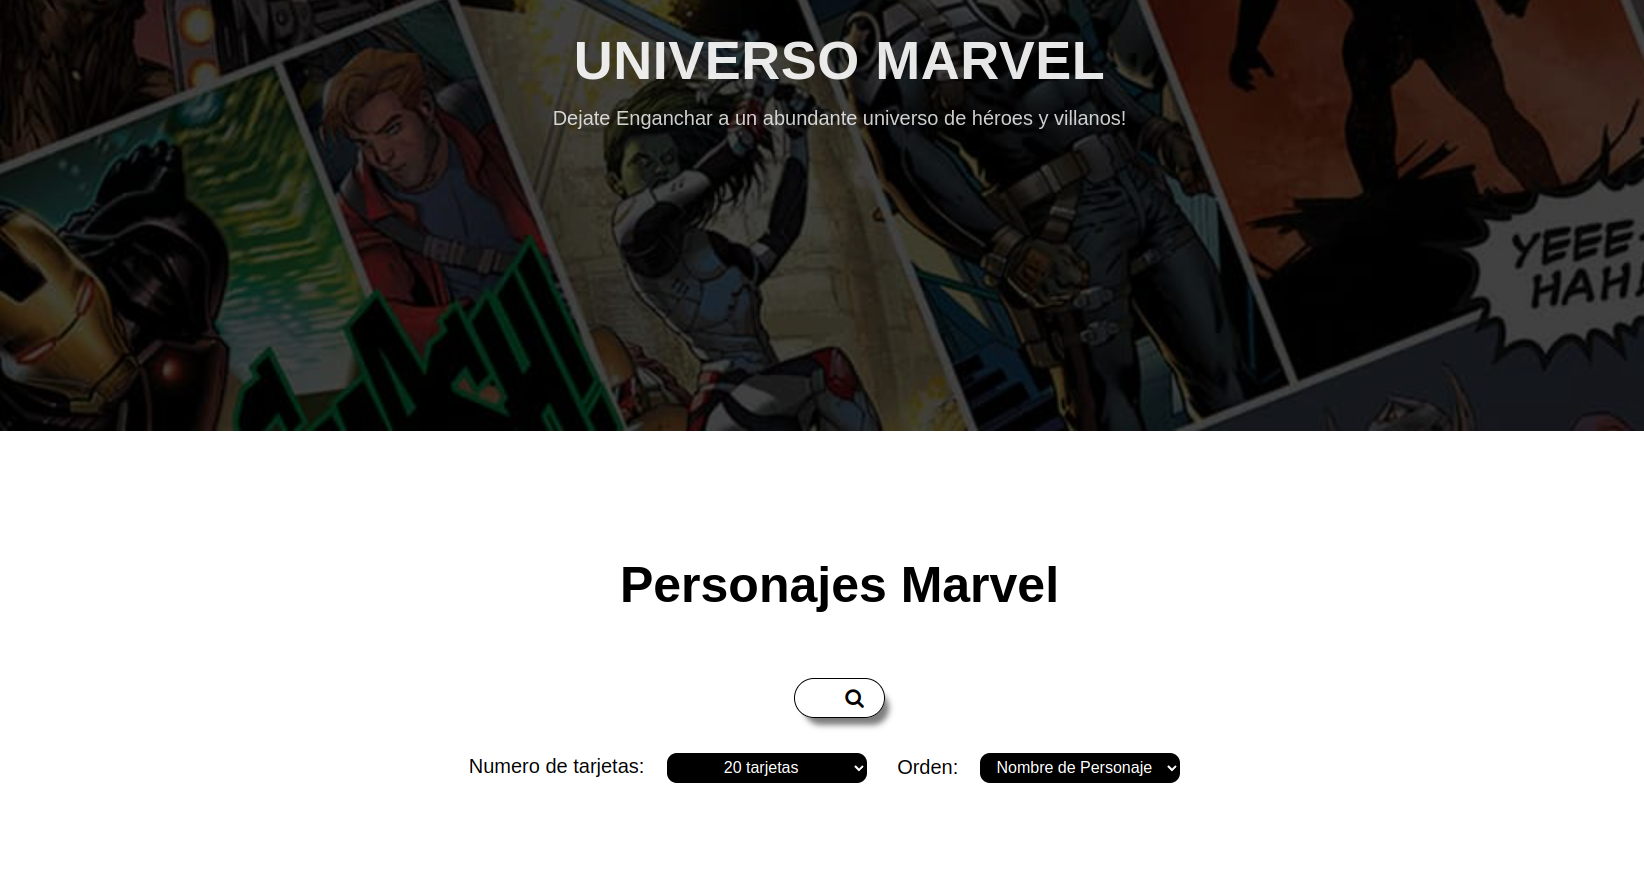 UNIVERSO MARVEL
Dejate Enganchar a un abundante universo de héroes y villanos!
YEEE-
HAH!
Personajes Marvel
Numero de tarjetas: 20 tarjetas Orden: Nombre de Personaje